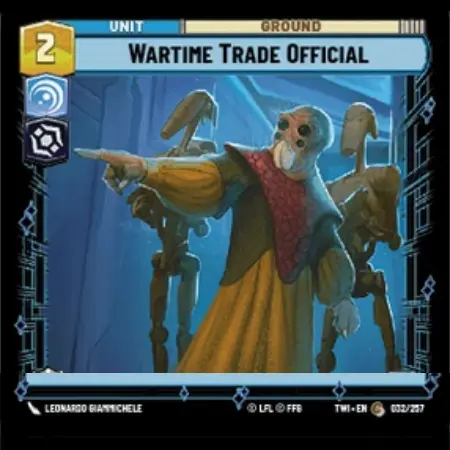 UNIT GROUND
2 WARTIME TRADE OFFICIAL
LEONARDO GIAMMICHELE © LFL Ⓟ FFG TWI • EN C 032/257